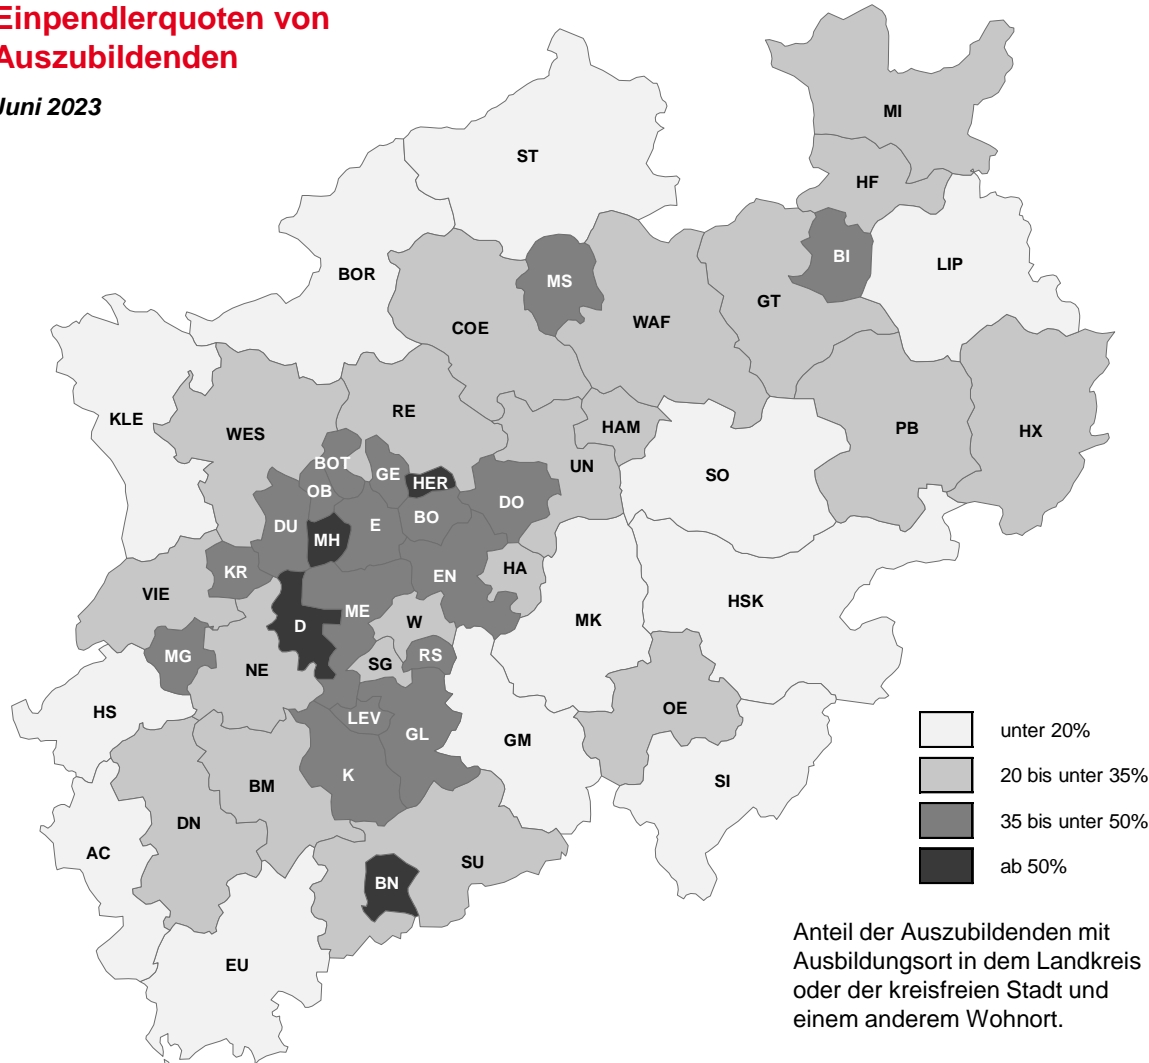 Einpendlerquoten von
Auszubildenden
Juni 2023
MI
ST
HF
BI
LIP
BOR
MS
GT
COE
WAF
KLE
RE
WES
HAM
PB
HX
BOT
GE
HER
UN
SO
OB
DO
DU
E
BO
MH
KR
EN
HA
VIE
HSK
ME
W
MK
D
MG
NE
SG
RS
HS
OE
LEV
GL
GM
K
SI
BM
DN
AC
SU
BN
EU
unter 20%
20 bis unter 35%
35 bis unter 50%
ab 50%
Anteil der Auszubildenden mit
Ausbildungsort in dem Landkreis
oder der kreisfreien Stadt und
einem anderem Wohnort.